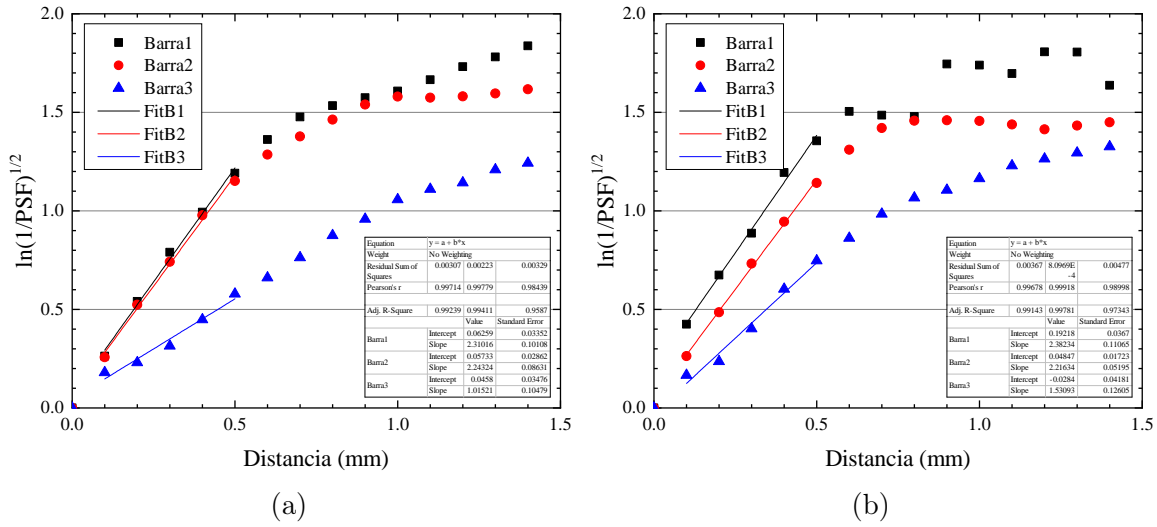 2.0
1.5
1.0
0.5
0.0
ln(1/PSF)^{1/2}
Barra1
Barra2
Barra3
FitB1
FitB2
FitB3
Equation y = a + b*x
Weight No Weighting
Residual Sum of Squares 0.00307 0.00223 0.00329
Pearson's r 0.99714 0.99779 0.98439
Adj. R-Square 0.99239 0.99411 0.9587
Value Standard Error
Barra1 Intercept 0.06259 0.03352
Slope 2.31016 0.10108
Barra2 Intercept 0.05733 0.02862
Slope 2.24324 0.08631
Barra3 Intercept 0.0458 0.03476
Slope 1.01521 0.10479
0.0 0.5 1.0 1.5
Distancia (mm)
(a)
2.0
1.5
1.0
0.5
0.0
ln(1/PSF)^{1/2}
Barra1
Barra2
Barra3
FitB1
FitB2
FitB3
Equation y = a + b*x
Weight No Weighting
Residual Sum of Squares 0.00367 8.0969E-4 0.00477
Pearson's r 0.99678 0.99918 0.98998
Adj. R-Square 0.99143 0.99781 0.97343
Value Standard Error
Barra1 Intercept 0.19218 0.0367
Slope 2.38234 0.11065
Barra2 Intercept 0.04847 0.01723
Slope 2.21634 0.05195
Barra3 Intercept -0.0284 0.04181
Slope 1.53093 0.12605
0.0 0.5 1.0 1.5
Distancia (mm)
(b)